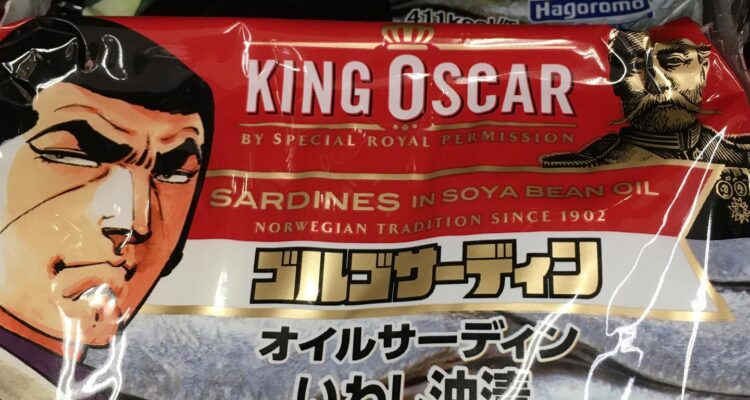 411kcal/
Hagoromo
KING OSCAR
BY SPECIAL ROYAL PERMISSION
SARDINES IN SOYA BEAN OIL
NORWEGIAN TRADITION SINCE 1902
ゴルゴサーディン
オイルサーディン
いわし油漬